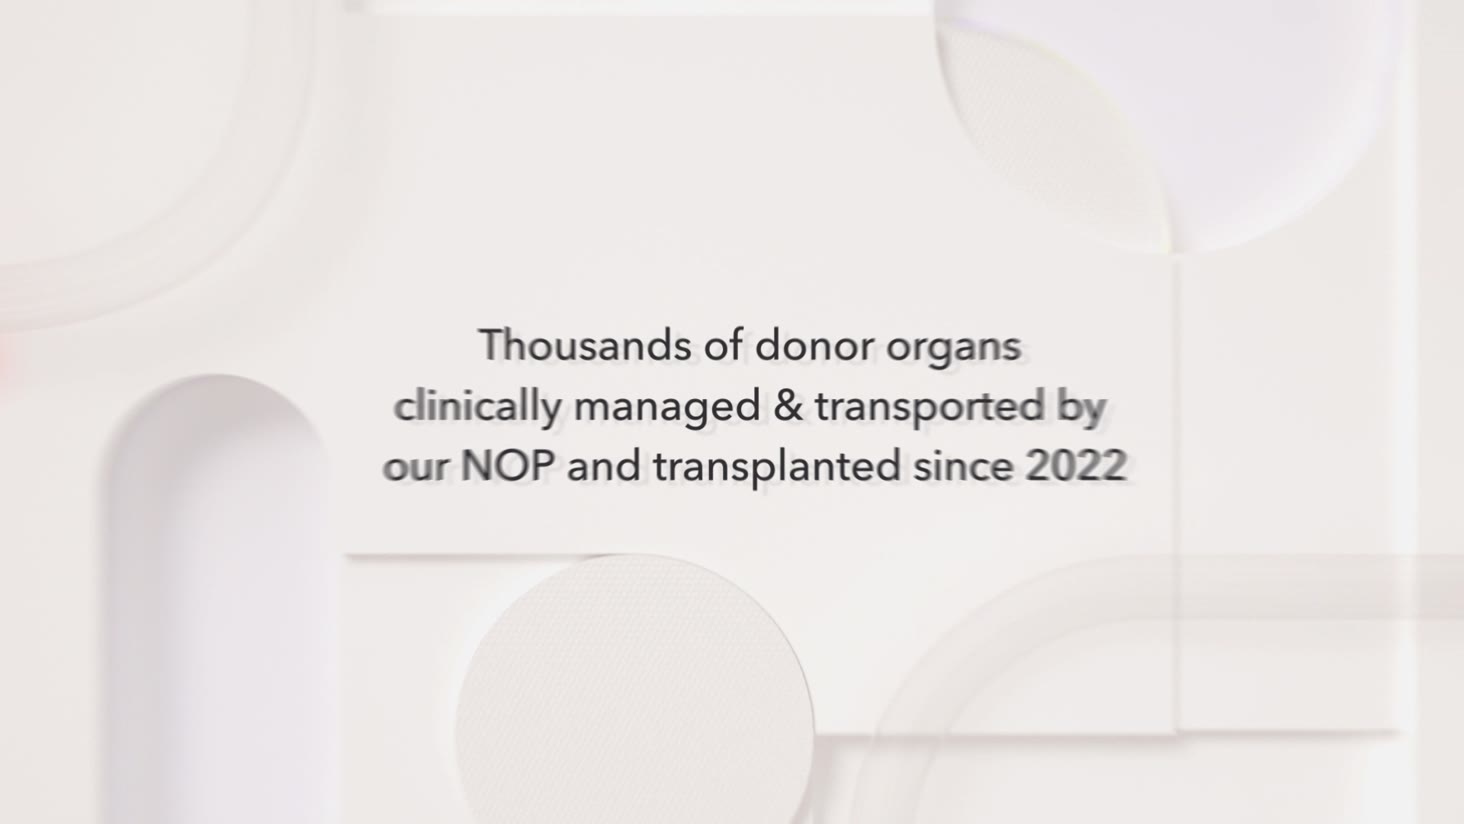 Thousands of donor organs
clinically managed & transported by
our NOP and transplanted since 2022